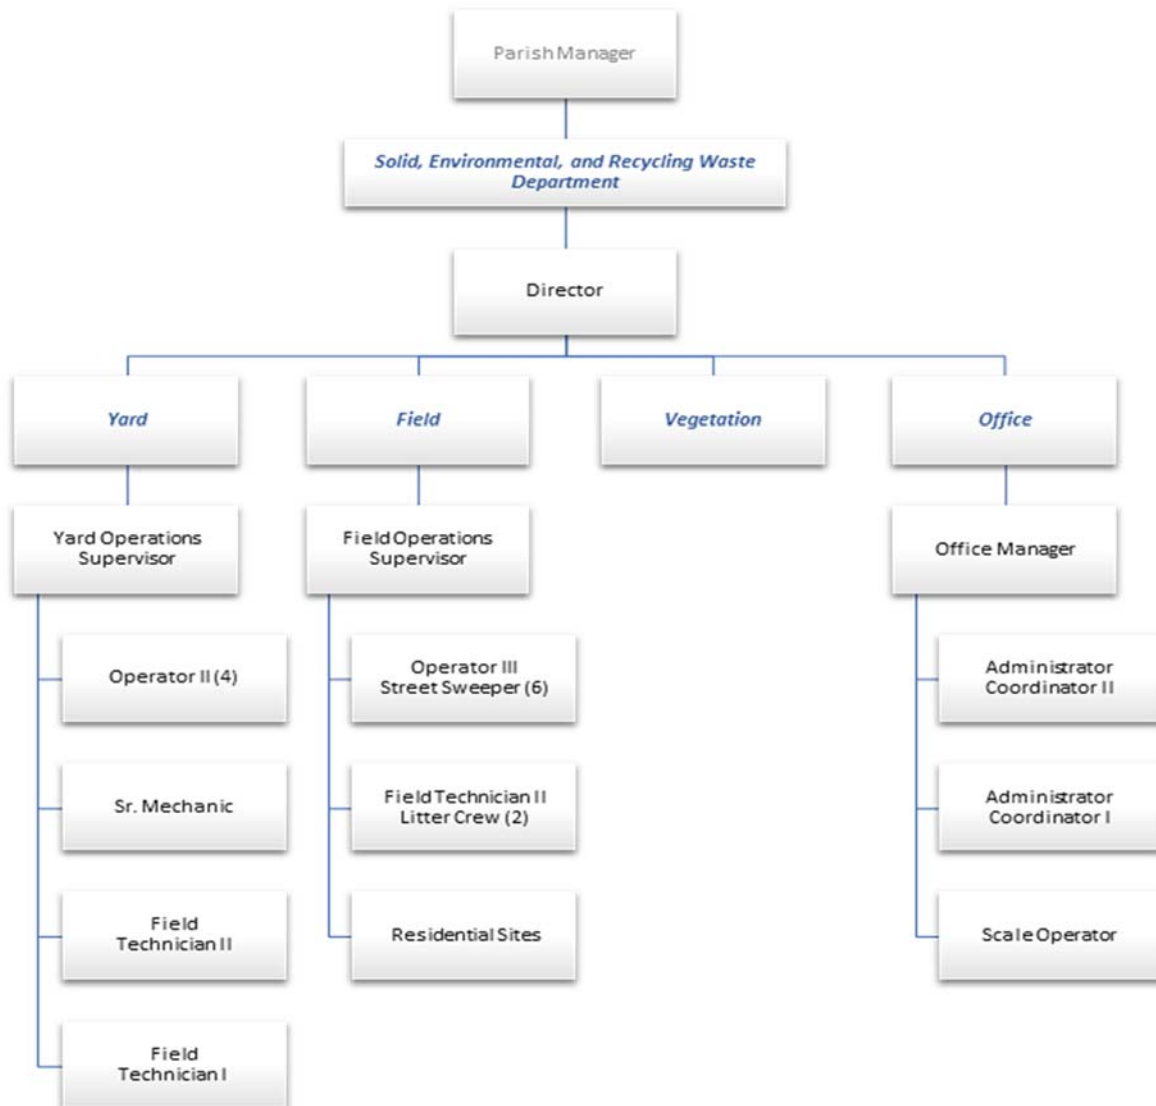 Parish Manager
Solid, Environmental, and Recycling Waste
Department
Director
Yard
Field
Vegetation
Office
Yard Operations
Supervisor
Field Operations
Supervisor
Office Manager
Operator II (4)
Operator III
Street Sweeper (6)
Administrator
Coordinator II
Sr. Mechanic
Field Technician II
Litter Crew (2)
Administrator
Coordinator I
Field
Technician II
Residential Sites
Scale Operator
Field
Technician I